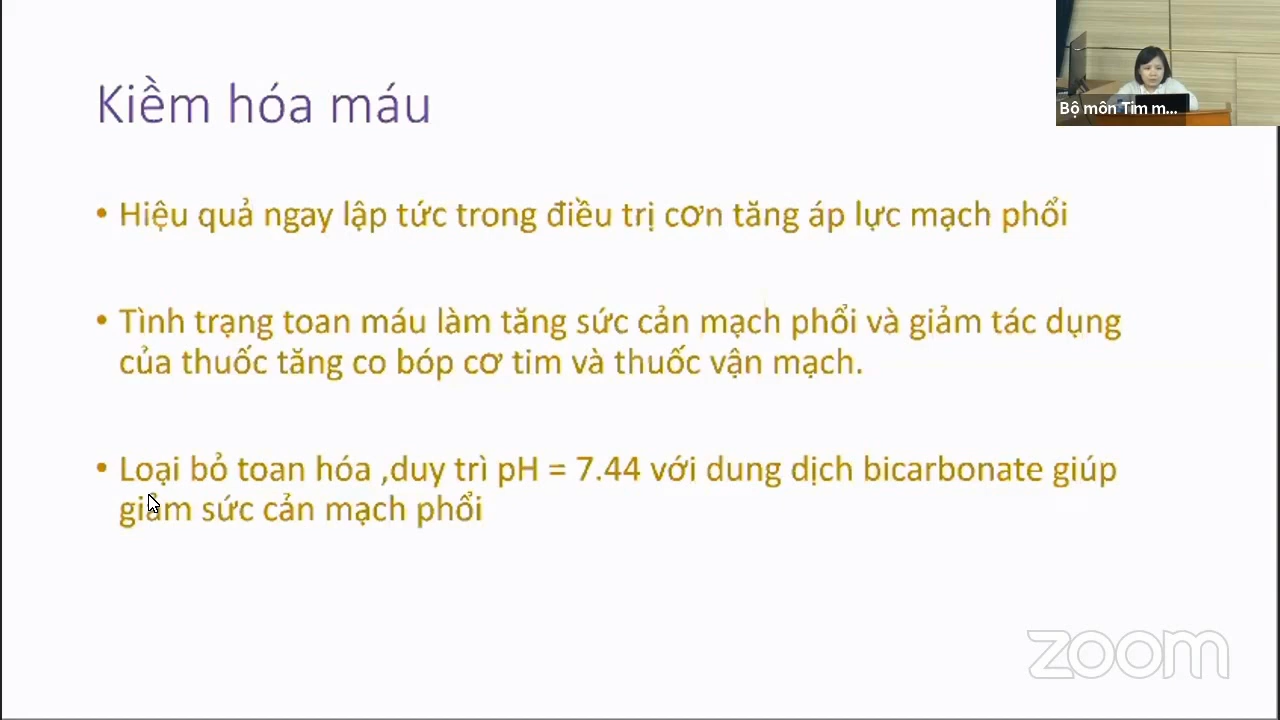 Kiềm hóa máu
Bộ môn Tim m...
• Hiệu quả ngay lập tức trong điều trị cơn tăng áp lực mạch phổi
• Tình trạng toan máu làm tăng sức cản mạch phổi và giảm tác dụng
của thuốc tăng co bóp cơ tim và thuốc vận mạch.
• Loại bỏ toan hóa ,duy trì pH = 7.44 với dung dịch bicarbonate giúp
giảm sức cản mạch phổi
zoom